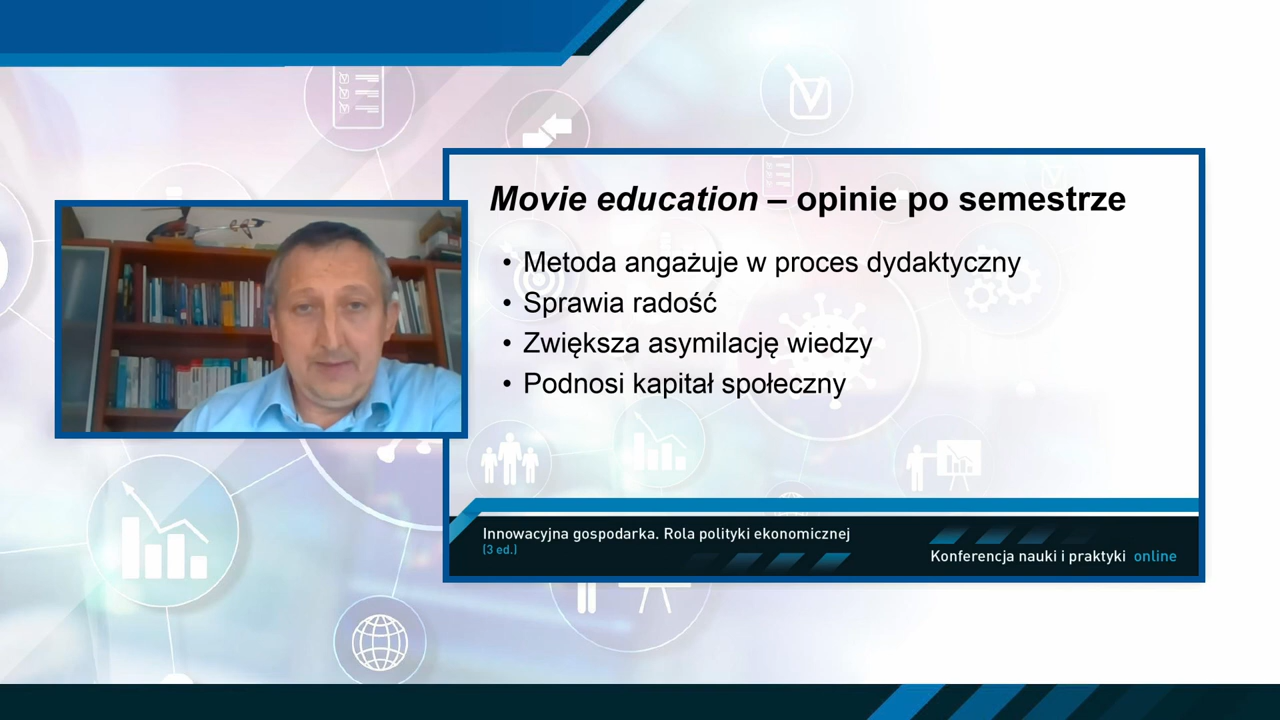 Movie education – opinie po semestrze
• Metoda angażuje w proces dydaktyczny
• Sprawia radość
• Zwiększa asymilację wiedzy
• Podnosi kapitał społeczny
Innowacyjna gospodarka. Rola polityki ekonomicznej
(3 ed.)
Konferencja nauki i praktyki online